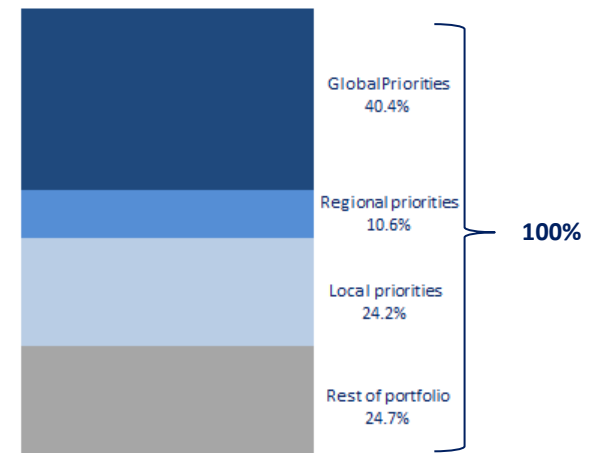 GlobalPriorities
40.4%
Regional priorities
10.6%
100%
Local priorities
24.2%
Rest of portfolio
24.7%